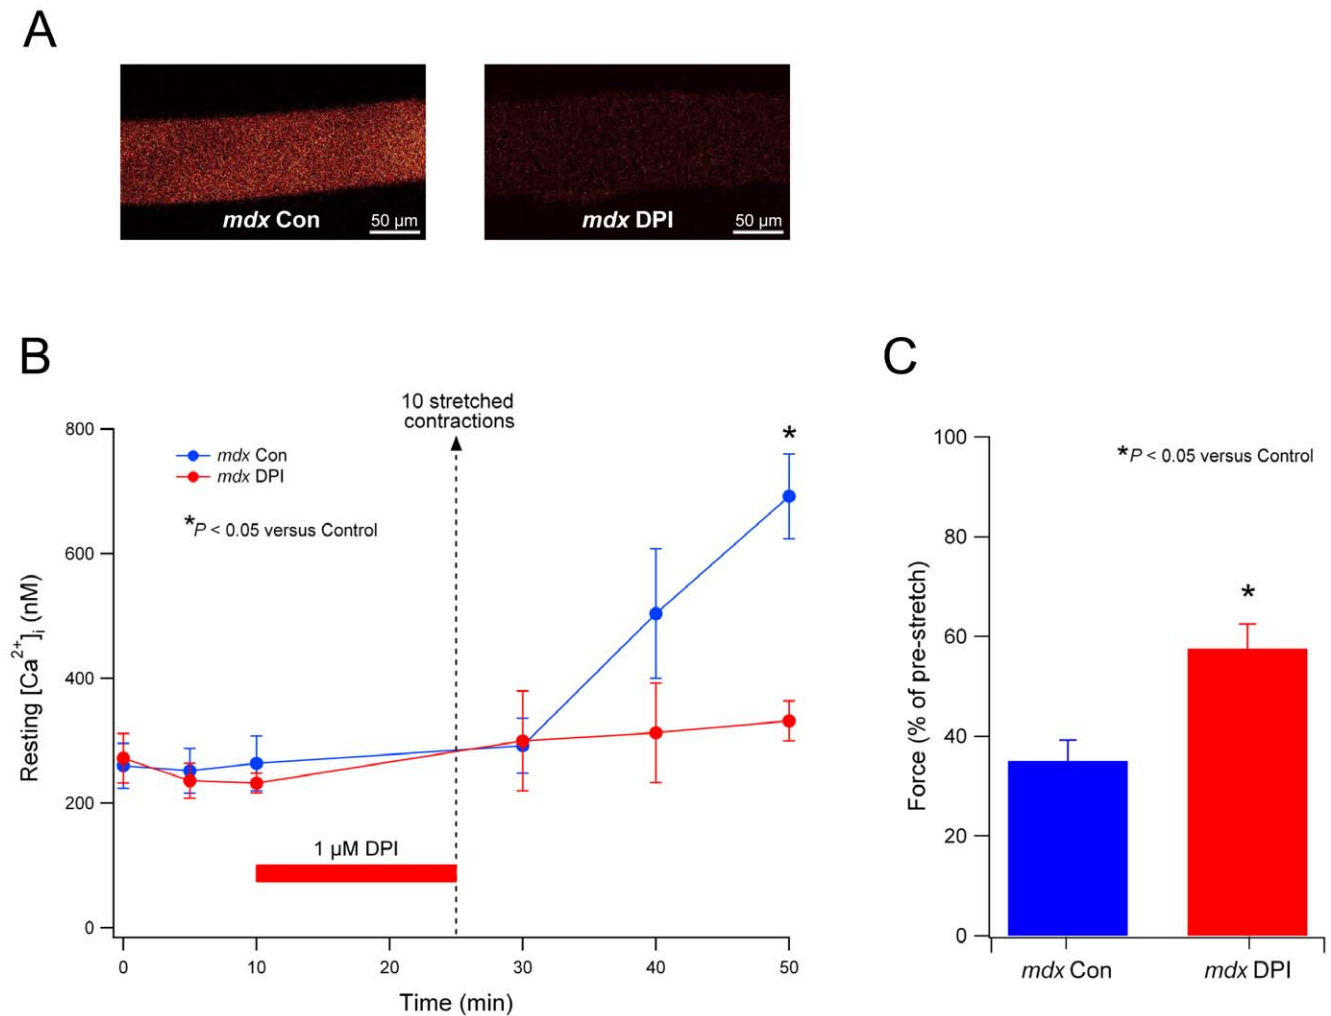 A
mdx Con
50 µm
mdx DPI
50 µm
B
10 stretched
contractions
800
mdx Con
mdx DPI
*P < 0.05 versus Control
*
600
400
200
0
Resting [Ca²⁺]ᵢ (nM)
1 µM DPI
0
10
20
30
40
50
Time (min)
C
100
*P < 0.05 versus Control
80
60
40
20
0
*
Force (% of pre-stretch)
mdx Con
mdx DPI